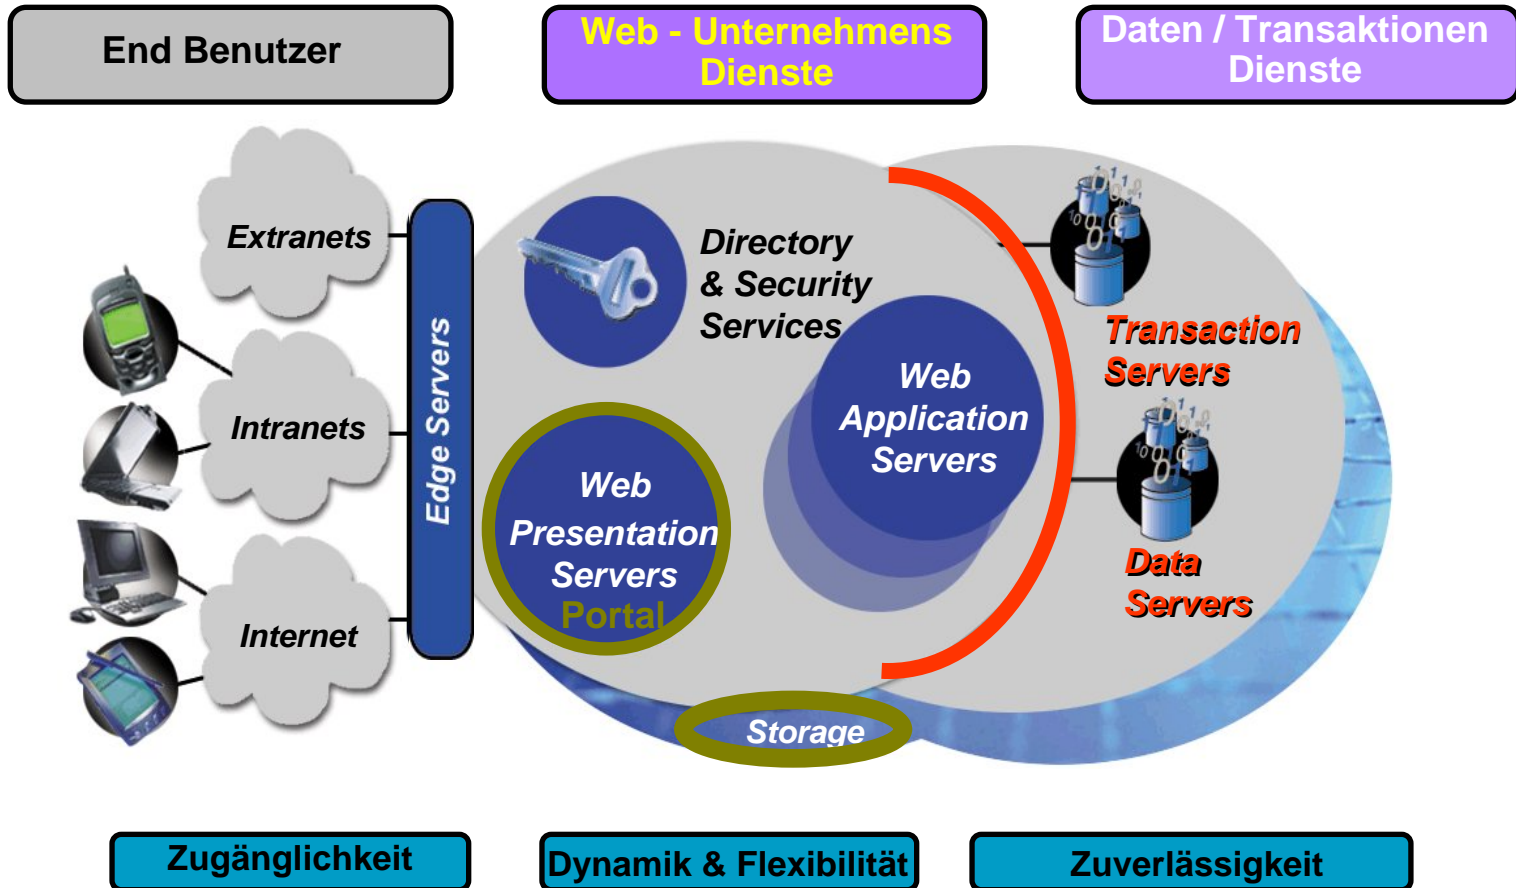 End Benutzer
Web - Unternehmens
Dienste
Daten / Transaktionen
Dienste
Extranets
Intranets
Internet
Edge Servers
Directory
& Security
Services
Web
Presentation
Servers
Portal
Web
Application
Servers
Storage
Transaction
Servers
Data
Servers
Zugänglichkeit
Dynamik & Flexibilität
Zuverlässigkeit